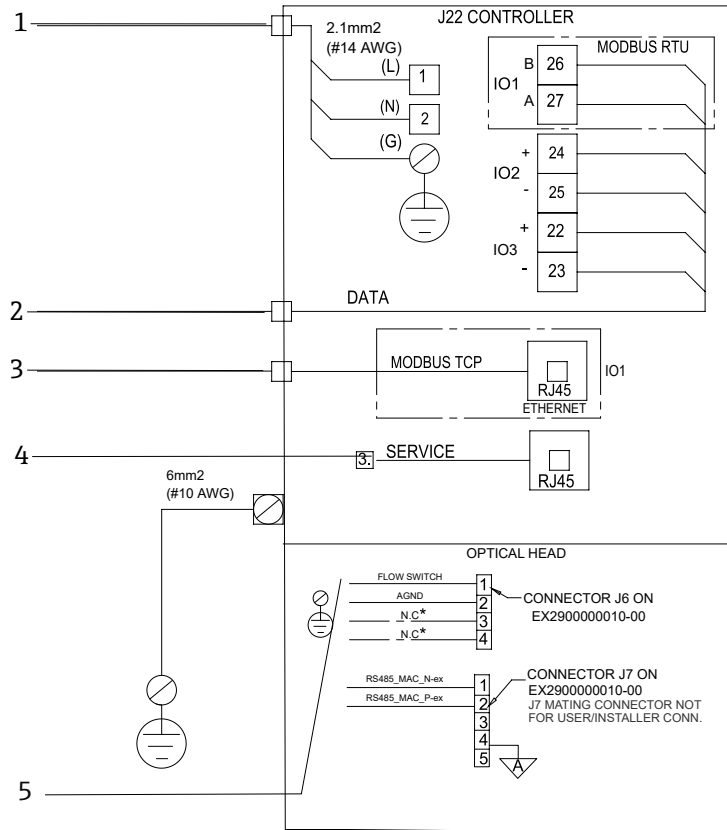 J22 CONTROLLER
1
2.1mm2
(#14 AWG)
(L)
1
(N)
2
(G)
MODBUS RTU
IO1
B
26
A
27
IO2
+
24
-
25
IO3
+
22
-
23
2
DATA
3
MODBUS TCP
RJ45
ETHERNET
IO1
4
3.
SERVICE
RJ45
6mm2
(#10 AWG)
OPTICAL HEAD
FLOW SWITCH
1
AGND
2
N.C*
3
N.C*
4
CONNECTOR J6 ON
EX2900000010-00
RS485_MAC_N-ex
1
RS485_MAC_P-ex
2
3
4
5
CONNECTOR J7 ON
EX2900000010-00
J7 MATING CONNECTOR NOT
FOR USER/INSTALLER CONN.
A
5